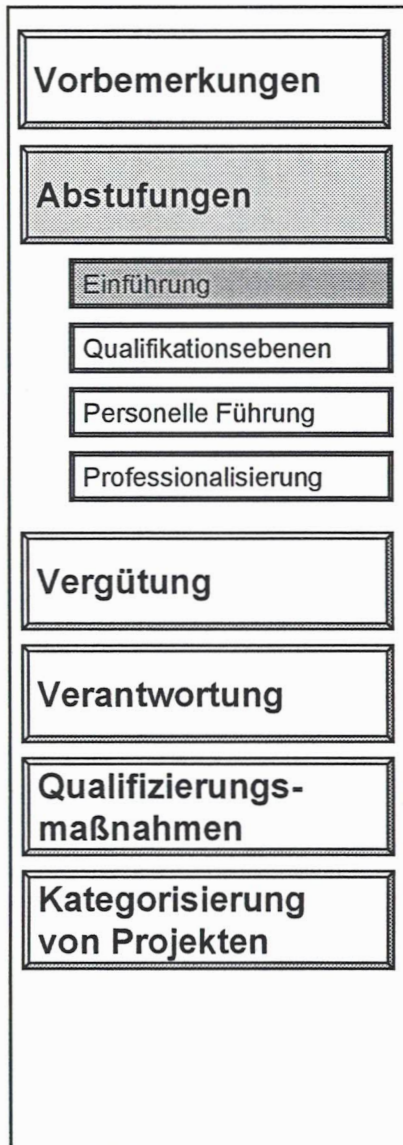 Vorbemerkungen
Abstufungen
Einführung
Qualifikationsebenen
Personelle Führung
Professionalisierung
Vergütung
Verantwortung
Qualifizierungs-
maßnahmen
Kategorisierung
von Projekten